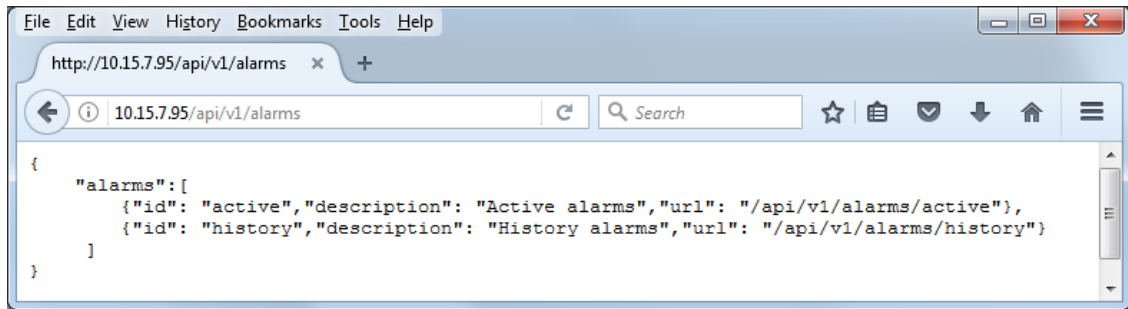 File Edit View History Bookmarks Tools Help
http://10.15.7.95/api/v1/alarms
10.15.7.95/api/v1/alarms Search
{
"alarms":[
{"id": "active","description": "Active alarms","url": "/api/v1/alarms/active"},
{"id": "history","description": "History alarms","url": "/api/v1/alarms/history"}
]
}